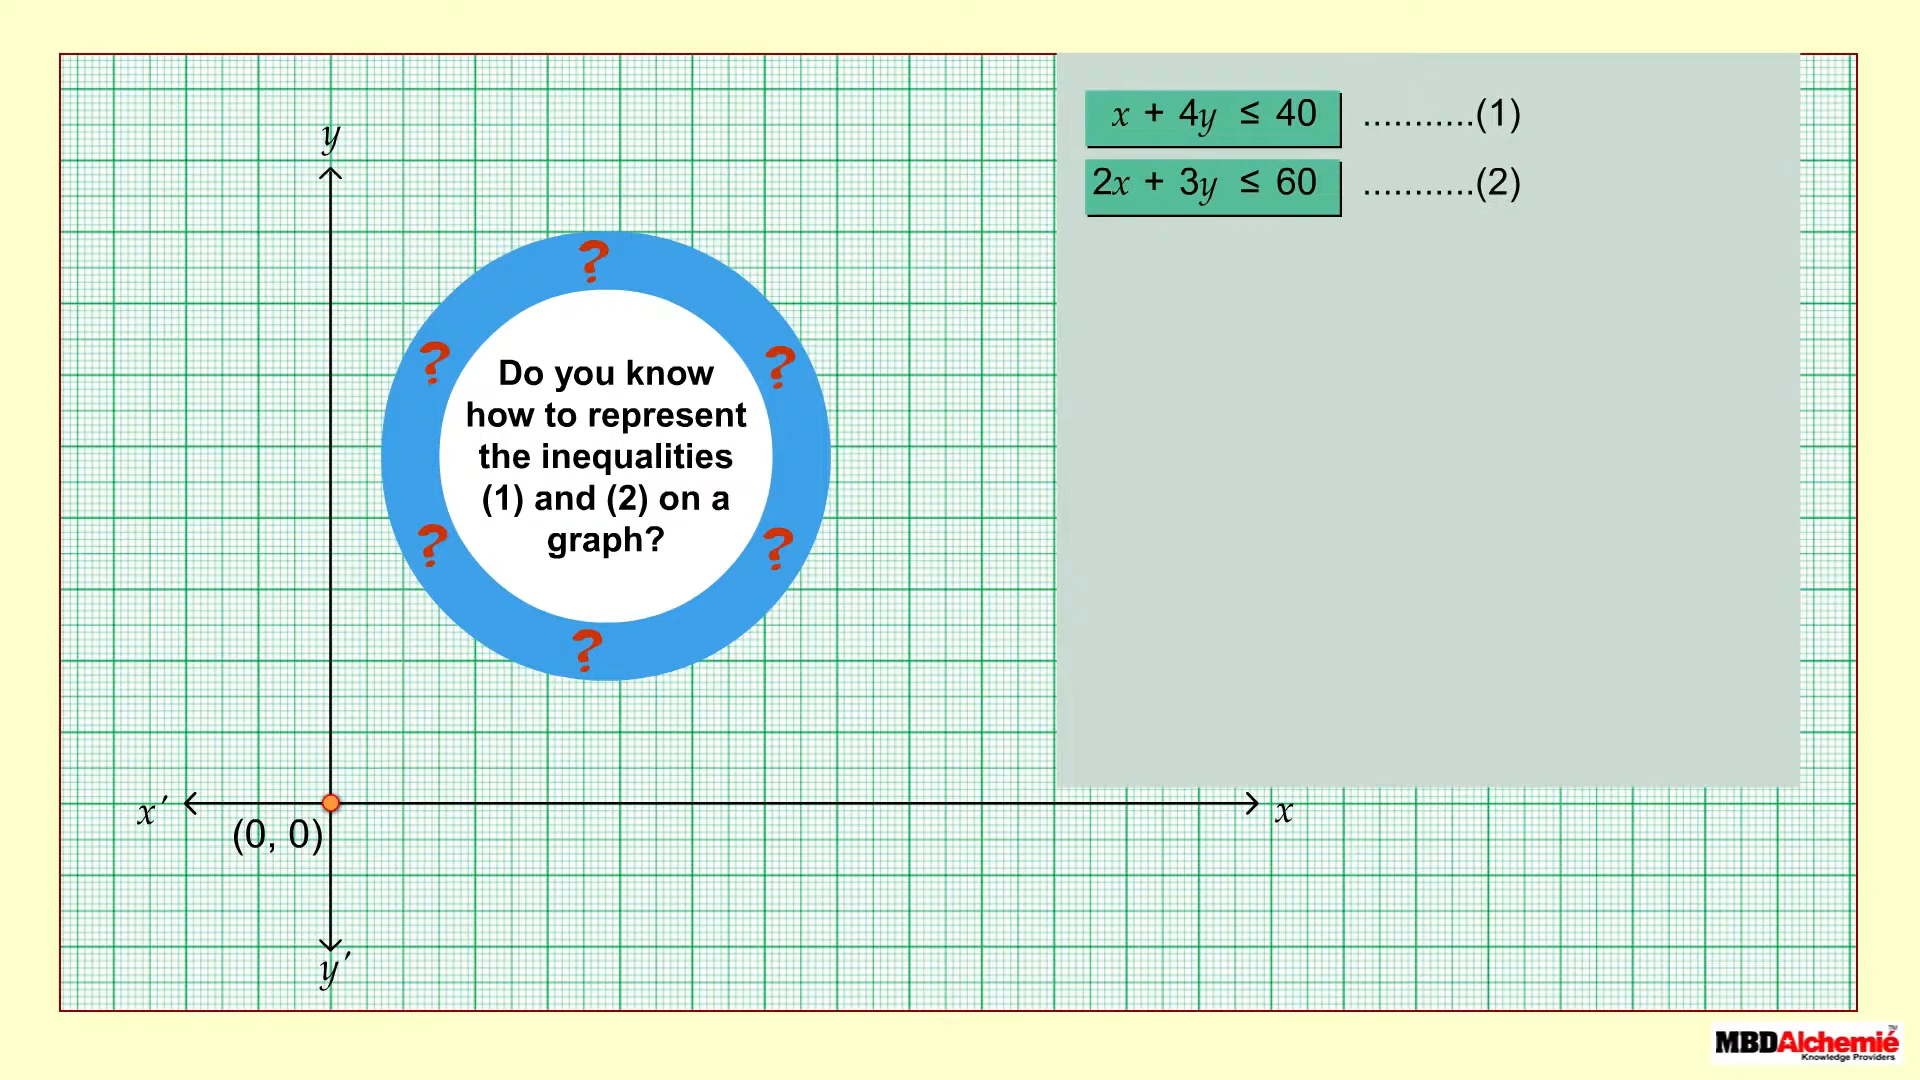 x + 4y ≤ 40 ...........(1)
2x + 3y ≤ 60 ...........(2)
y
?
? ?
Do you know
how to represent
the inequalities
(1) and (2) on a
graph?
? ?
?
x′ x
(0, 0)
y′
MBDAlchemié™
Knowledge Providers